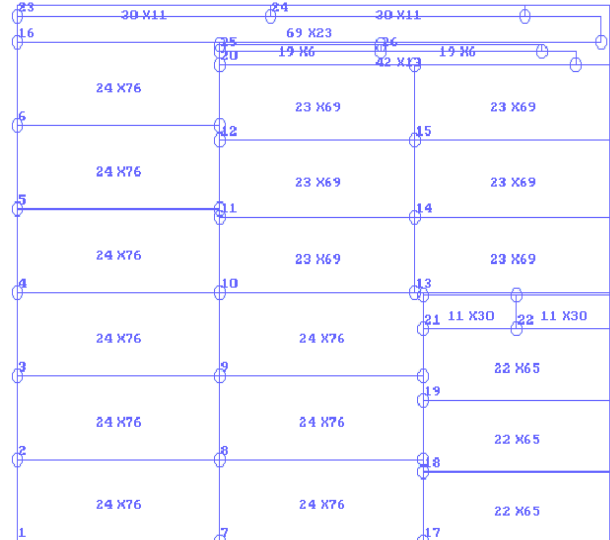 23 24
30 X11 30 X11
16 69 X23
25 26
19 X6 19 X6
20 42 X13
24 X76
23 X69 23 X69
6
12 15
24 X76 23 X69 23 X69
5 11 14
24 X76 23 X69 23 X69
4 10 13
21 11 X30 22 11 X30
24 X76 24 X76
3 9 22 X65
19
24 X76 24 X76
22 X65
2 8 18
24 X76 24 X76 22 X65
1 7 17